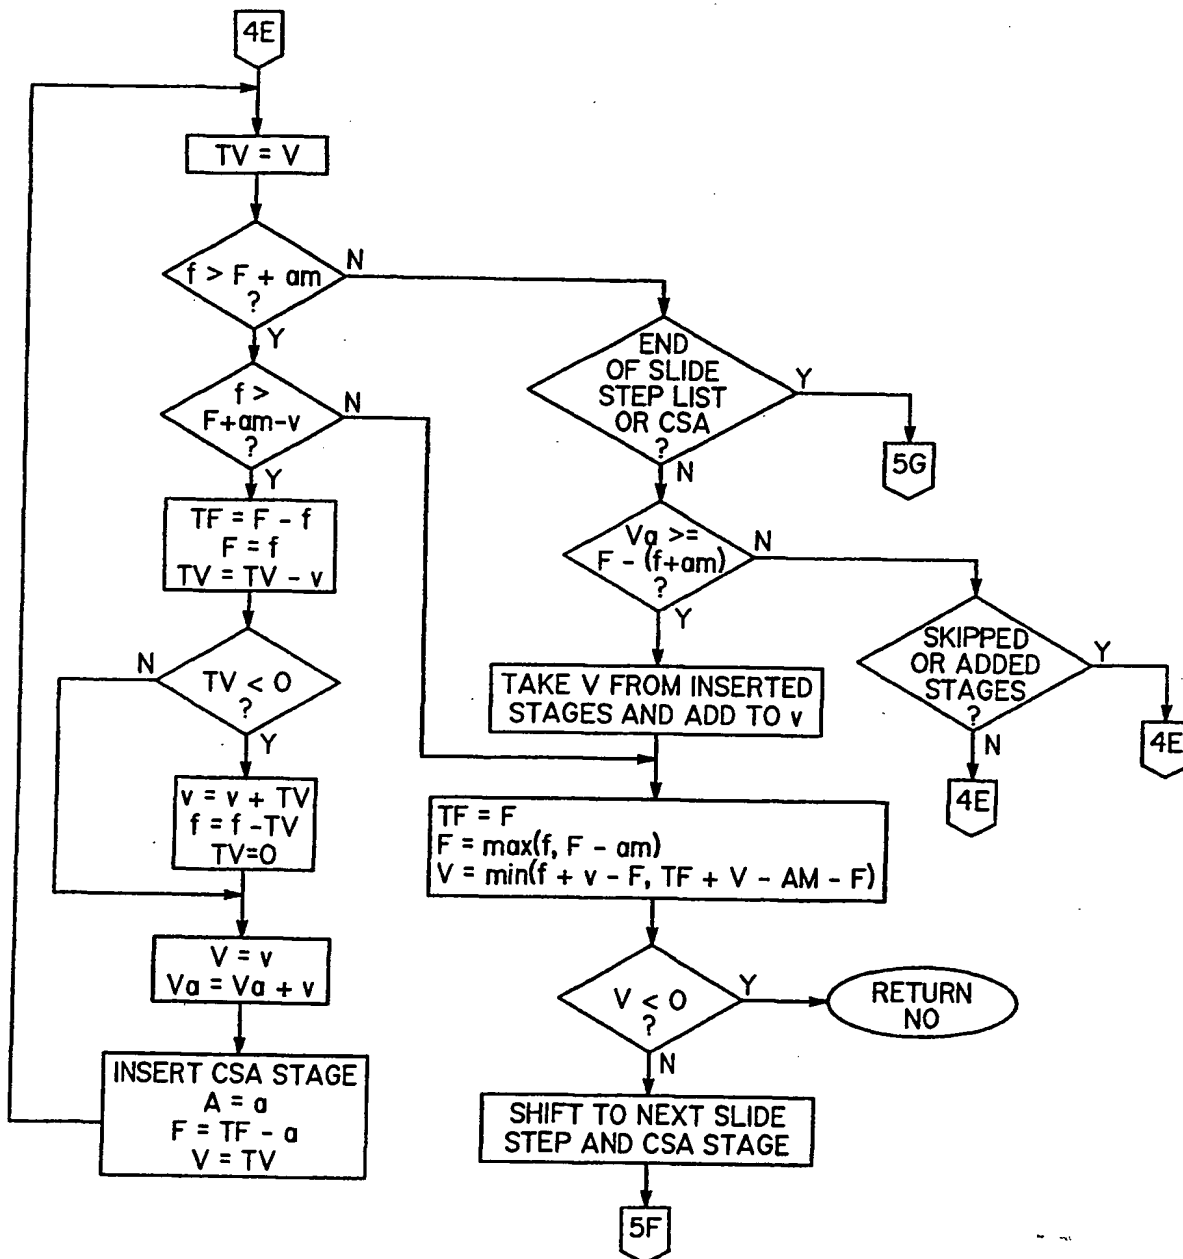 4E
TV = V
f > F + am
?
N
Y
f >
F+am-v
?
N
Y
TF = F - f
F = f
TV = TV - v
TV < 0
?
N
Y
v = v + TV
f = f - TV
TV=0
V = v
Va = Va + v
INSERT CSA STAGE
A = a
F = TF - a
V = TV
END
OF SLIDE
STEP LIST
OR CSA
?
Y
5G
N
Va >=
F - (f+am)
?
N
Y
SKIPPED
OR ADDED
STAGES
?
Y
4E
N
4E
TAKE V FROM INSERTED
STAGES AND ADD TO v
TF = F
F = max(f, F - am)
V = min(f + v - F, TF + V - AM - F)
V < 0
?
Y
RETURN
NO
N
SHIFT TO NEXT SLIDE
STEP AND CSA STAGE
5F